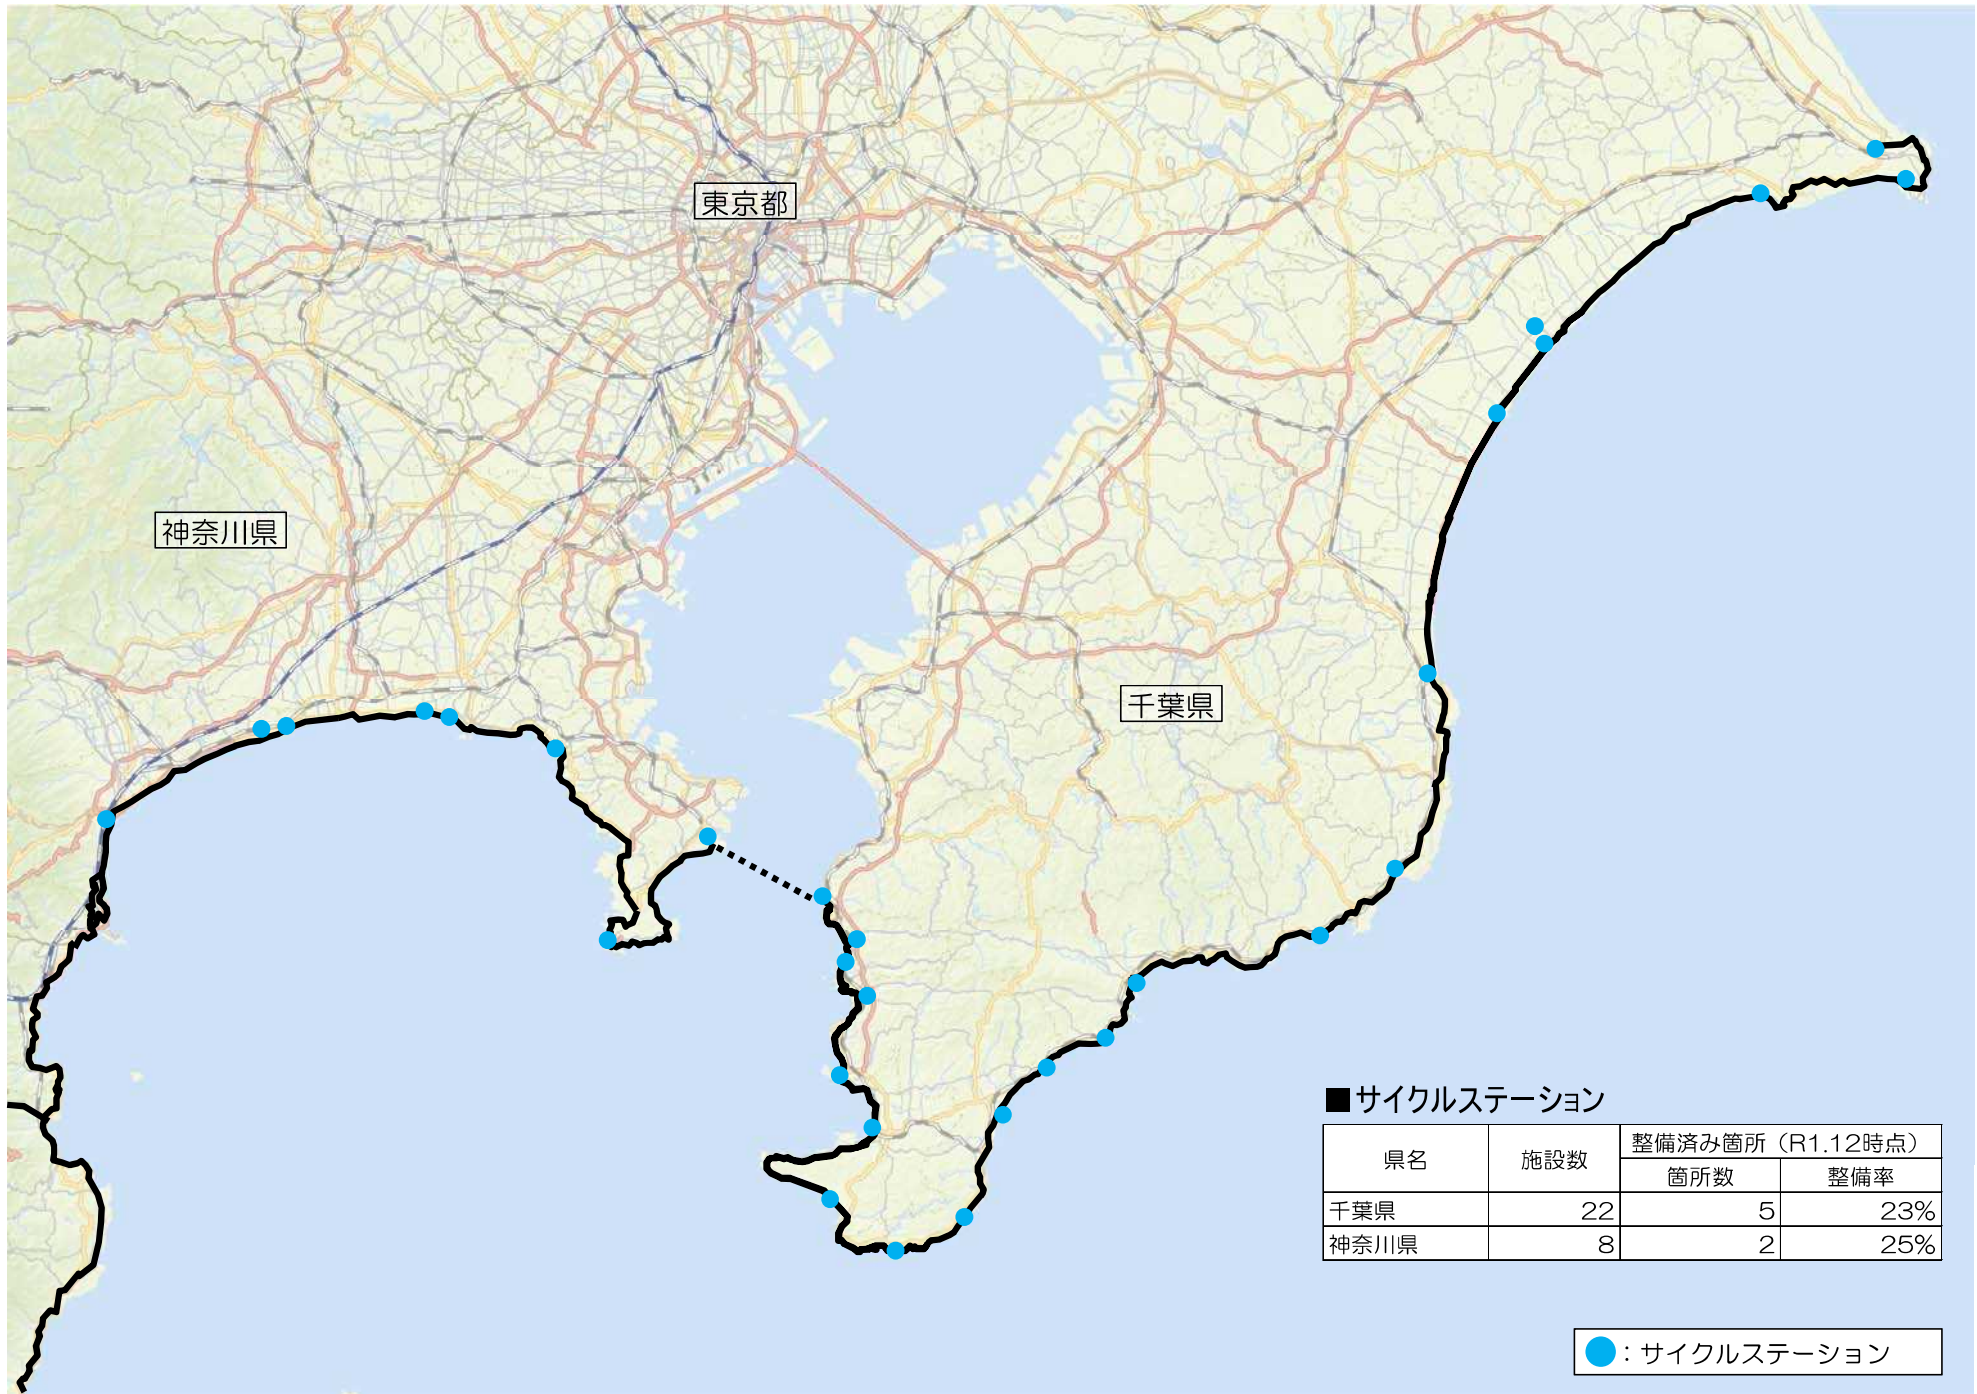 東京都
神奈川県
千葉県
■サイクルステーション
県名 施設数 整備済み箇所（R1.12時点）
箇所数 整備率
千葉県 22 5 23%
神奈川県 8 2 25%
：サイクルステーション